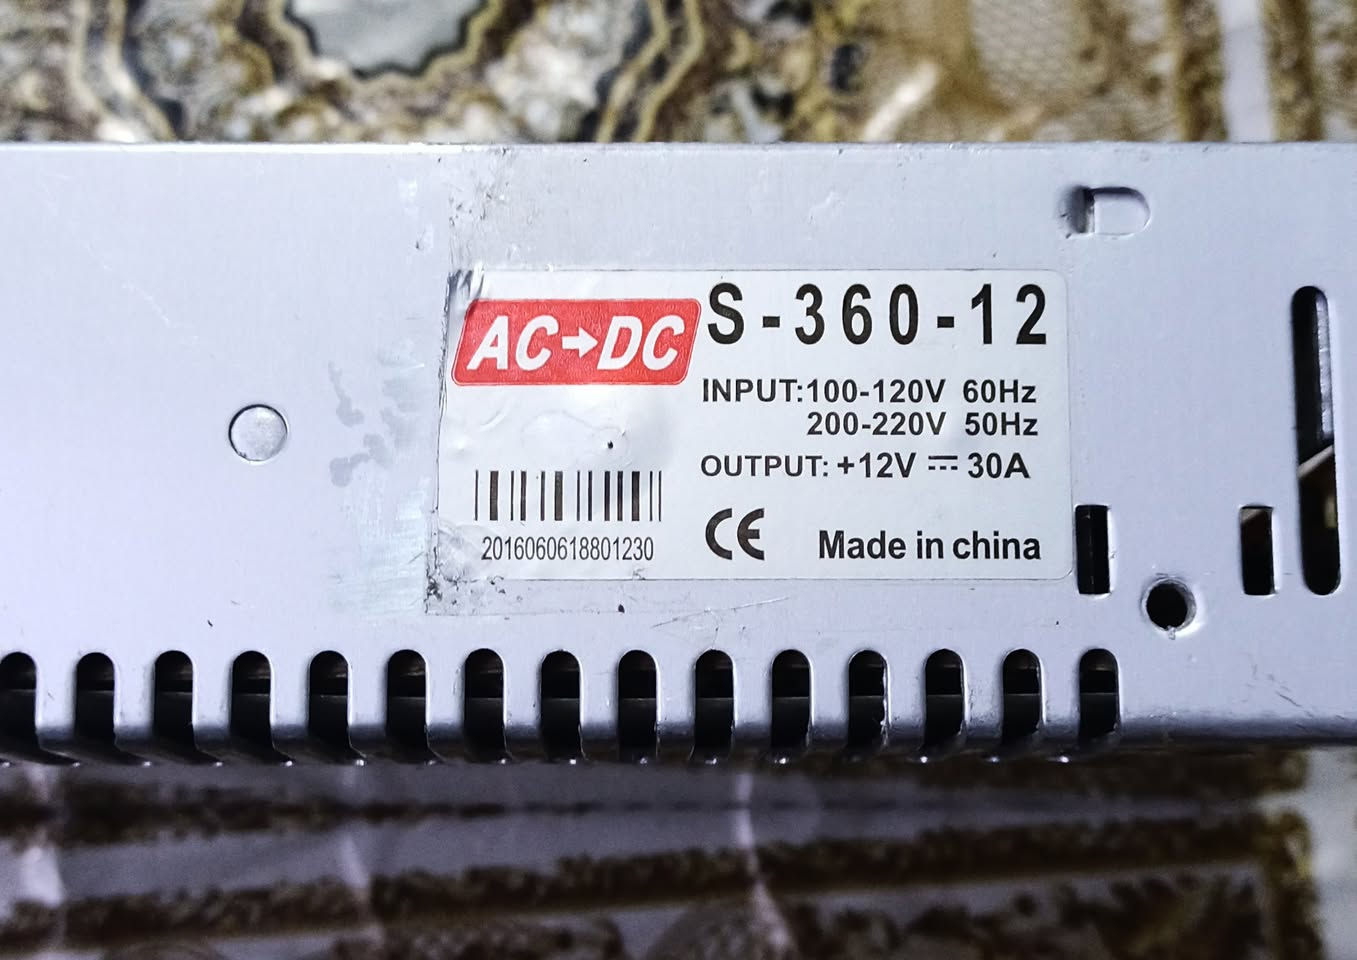 AC→DC
S-360-12
INPUT:100-120V 60Hz
200-220V 50Hz
OUTPUT: +12V ⎓ 30A
2016060618801230
CE
Made in china